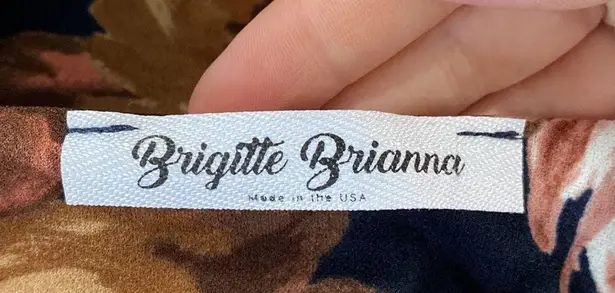 Brigitte Brianna
Made in the USA